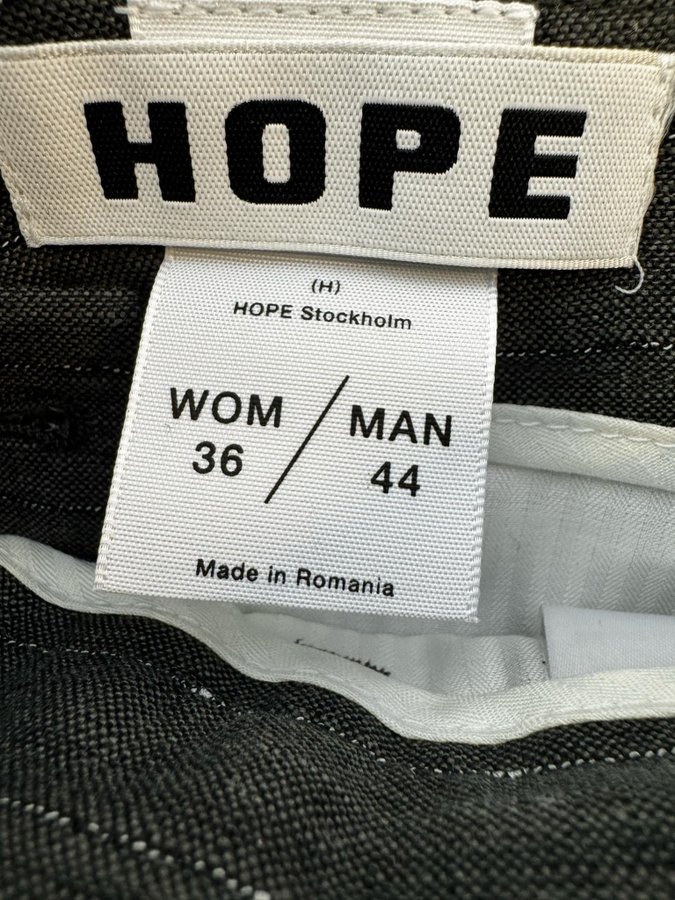 HOPE
(H)
HOPE Stockholm
WOM / MAN
36 44
Made in Romania